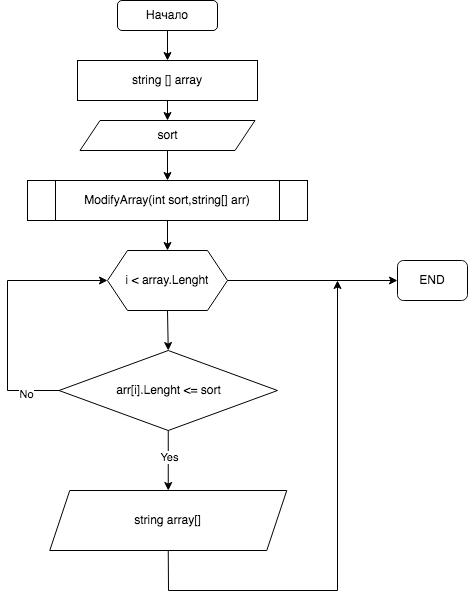 Начало
string [] array
sort
ModifyArray(int sort,string[] arr)
i < array.Lenght
END
arr[i].Lenght <= sort
No
Yes
string array[]